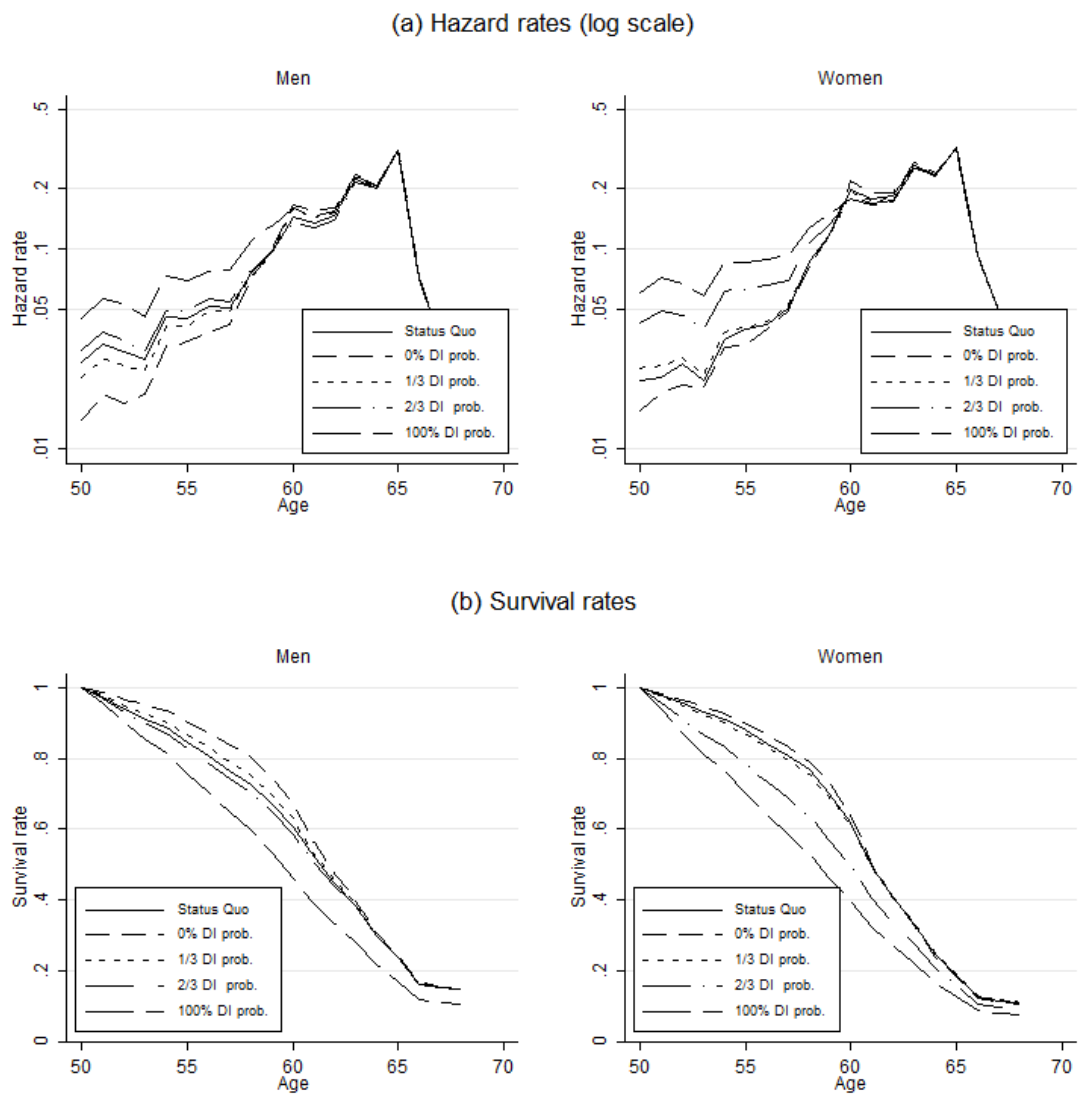 (a) Hazard rates (log scale)
Men
Hazard rate
.5
.2
.1
.05
.01
Status Quo
0% DI prob.
1/3 DI prob.
2/3 DI prob.
100% DI prob.
50 55 60 65 70
Age
Women
Hazard rate
.5
.2
.1
.05
.01
Status Quo
0% DI prob.
1/3 DI prob.
2/3 DI prob.
100% DI prob.
50 55 60 65 70
Age
(b) Survival rates
Men
Survival rate
1
.8
.6
.4
.2
0
Status Quo
0% DI prob.
1/3 DI prob.
2/3 DI prob.
100% DI prob.
50 55 60 65 70
Age
Women
Survival rate
1
.8
.6
.4
.2
0
Status Quo
0% DI prob.
1/3 DI prob.
2/3 DI prob.
100% DI prob.
50 55 60 65 70
Age